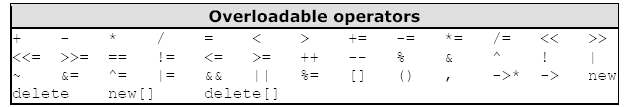 Overloadable operators
+ - * / = < > += -= *= /= << >>
<<= >>= == != <= >= ++ -- % & ^ ! |
~ &= ^= |= && || %= [] () , ->* -> new
delete new[] delete[]